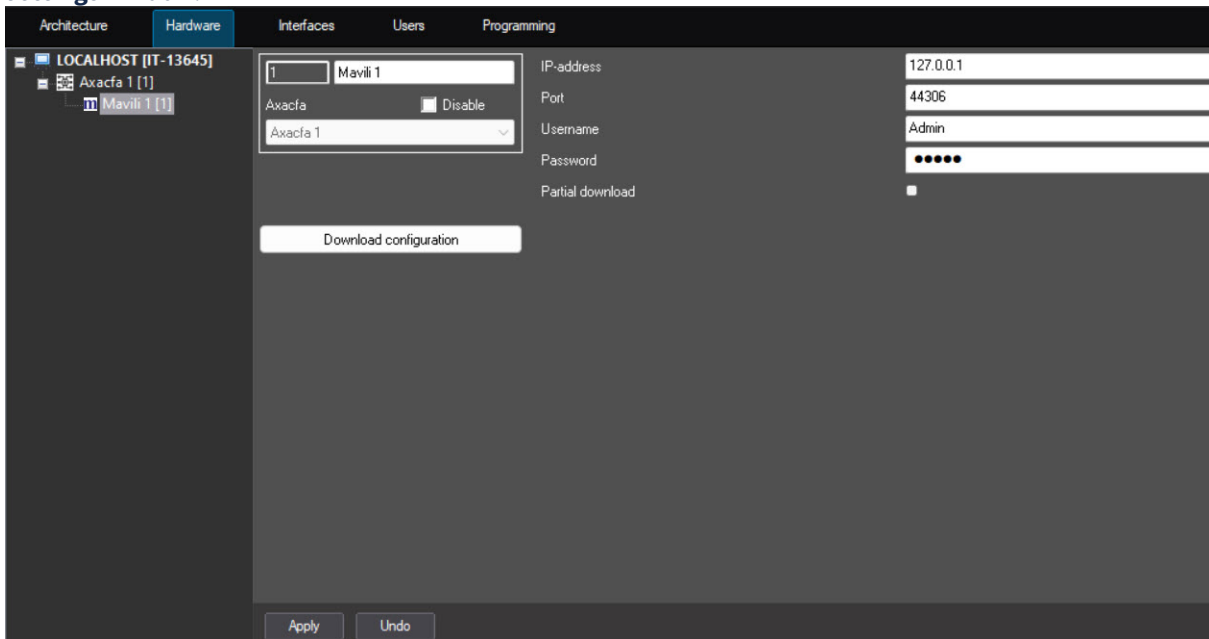 Architecture Hardware Interfaces Users Programming
LOCALHOST [IT-13645]
Axacfa 1 [1]
Mavili 1 [1]
1 Mavili 1
Axacfa Disable
Axacfa 1
Download configuration
IP-address 127.0.0.1
Port 44306
Username Admin
Password ●●●●●
Partial download
Apply Undo